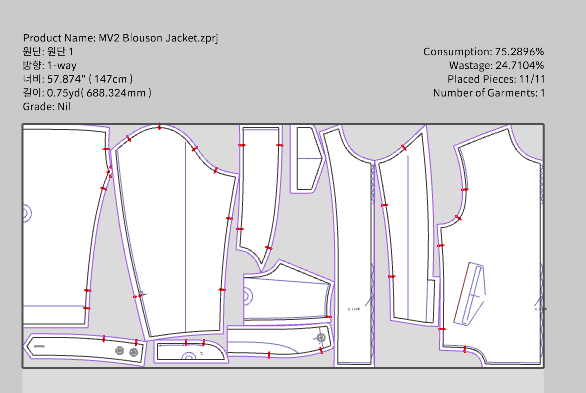 Product Name: MV2 Blouson Jacket.zprj
원단: 원단 1
방향: 1-way
너비: 57.874" ( 147cm )
길이: 0.75yd( 688.324mm )
Grade: Nil
Consumption: 75.2896%
Wastage: 24.7104%
Placed Pieces: 11/11
Number of Garments: 1